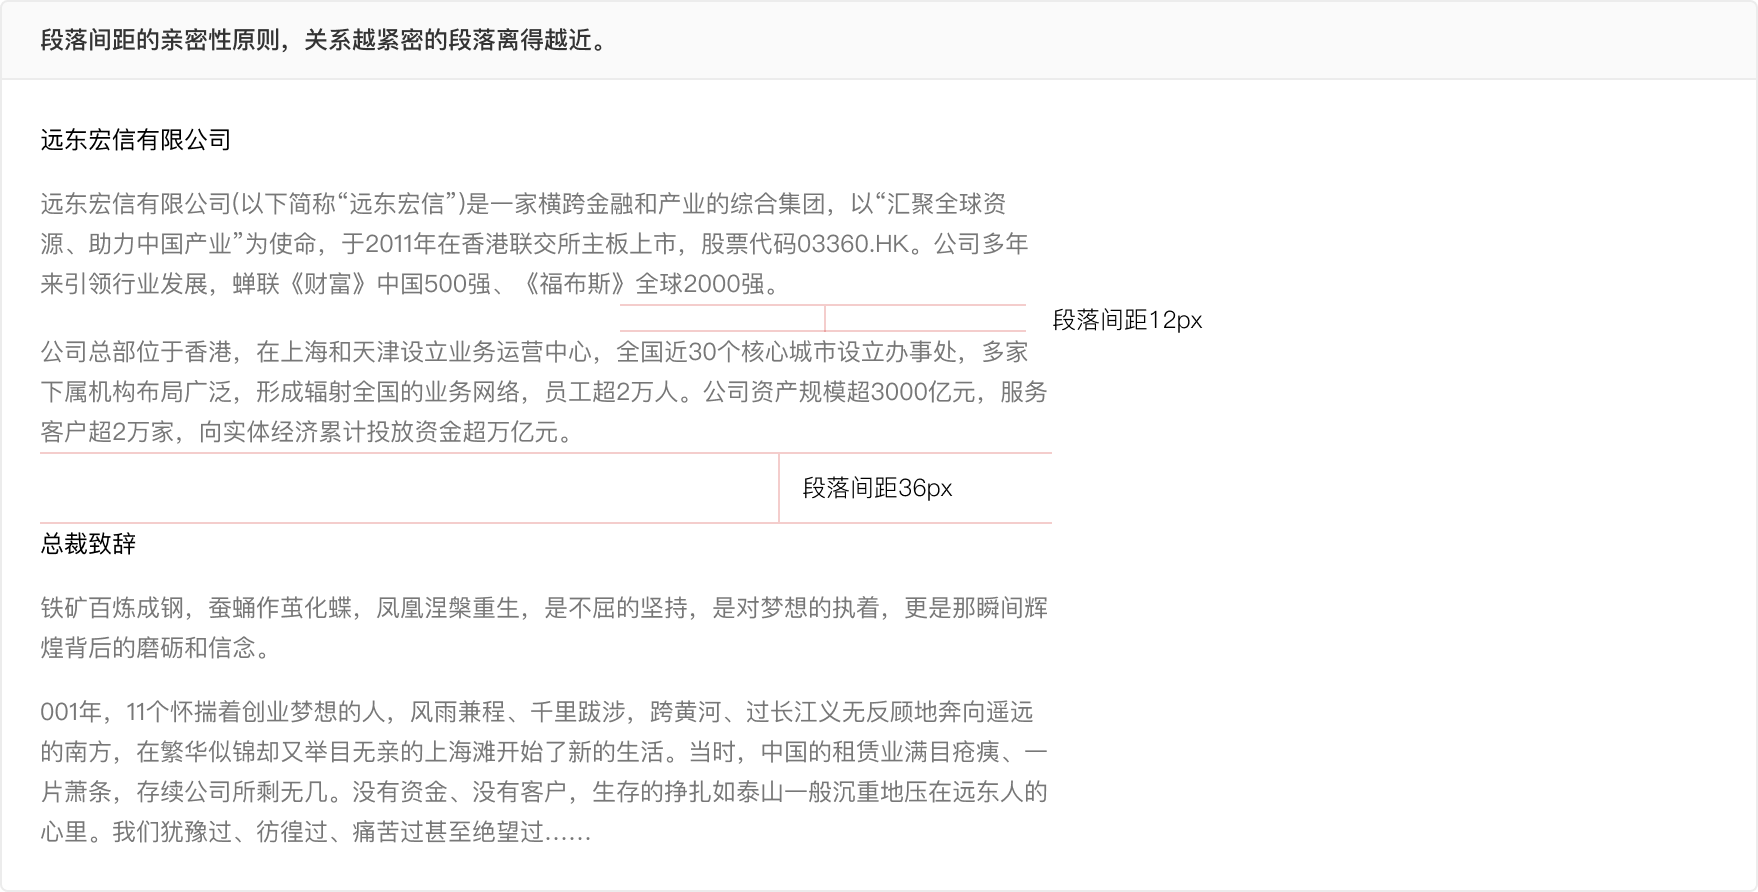 段落间距的亲密性原则，关系越紧密的段落离得越近。
远东宏信有限公司
远东宏信有限公司(以下简称“远东宏信”)是一家横跨金融和产业的综合集团，以“汇聚全球资
源、助力中国产业”为使命，于2011年在香港联交所主板上市，股票代码03360.HK。公司多年
来引领行业发展，蝉联《财富》中国500强、《福布斯》全球2000强。
段落间距12px
公司总部位于香港，在上海和天津设立业务运营中心，全国近30个核心城市设立办事处，多家
下属机构布局广泛，形成辐射全国的业务网络，员工超2万人。公司资产规模超3000亿元，服务
客户超2万家，向实体经济累计投放资金超万亿元。
段落间距36px
总裁致辞
铁矿百炼成钢，蚕蛹作茧化蝶，凤凰涅槃重生，是不屈的坚持，是对梦想的执着，更是那瞬间辉
煌背后的磨砺和信念。
001年，11个怀揣着创业梦想的人，风雨兼程、千里跋涉，跨黄河、过长江义无反顾地奔向遥远
的南方，在繁华似锦却又举目无亲的上海滩开始了新的生活。当时，中国的租赁业满目疮痍、一
片萧条，存续公司所剩无几。没有资金、没有客户，生存的挣扎如泰山一般沉重地压在远东人的
心里。我们犹豫过、彷徨过、痛苦过甚至绝望过……